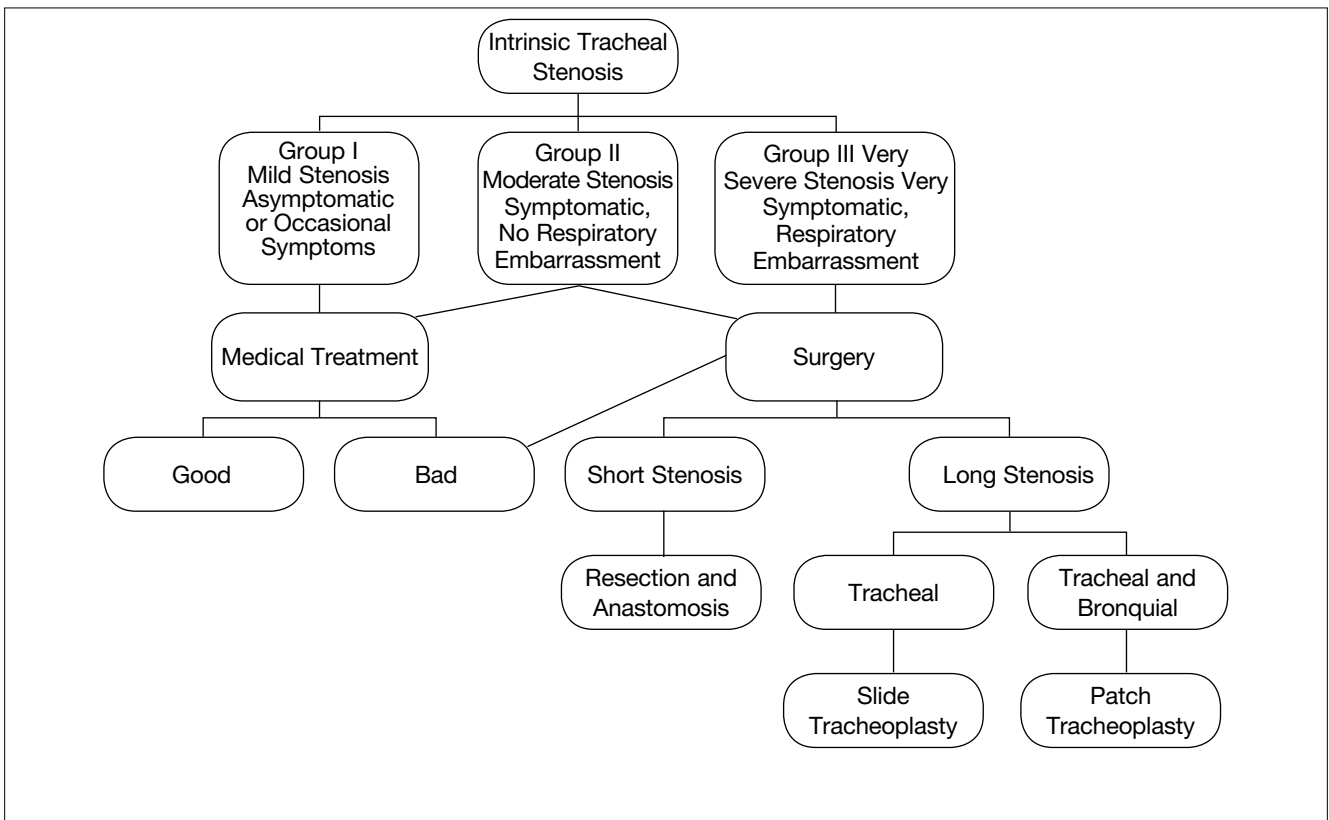 Intrinsic Tracheal
Stenosis
Group I
Mild Stenosis
Asymptomatic
or Occasional
Symptoms
Group II
Moderate Stenosis
Symptomatic,
No Respiratory
Embarrassment
Group III Very
Severe Stenosis Very
Symptomatic,
Respiratory
Embarrassment
Medical Treatment
Surgery
Good
Bad
Short Stenosis
Long Stenosis
Resection and
Anastomosis
Tracheal
Tracheal and
Bronquial
Slide
Tracheoplasty
Patch
Tracheoplasty